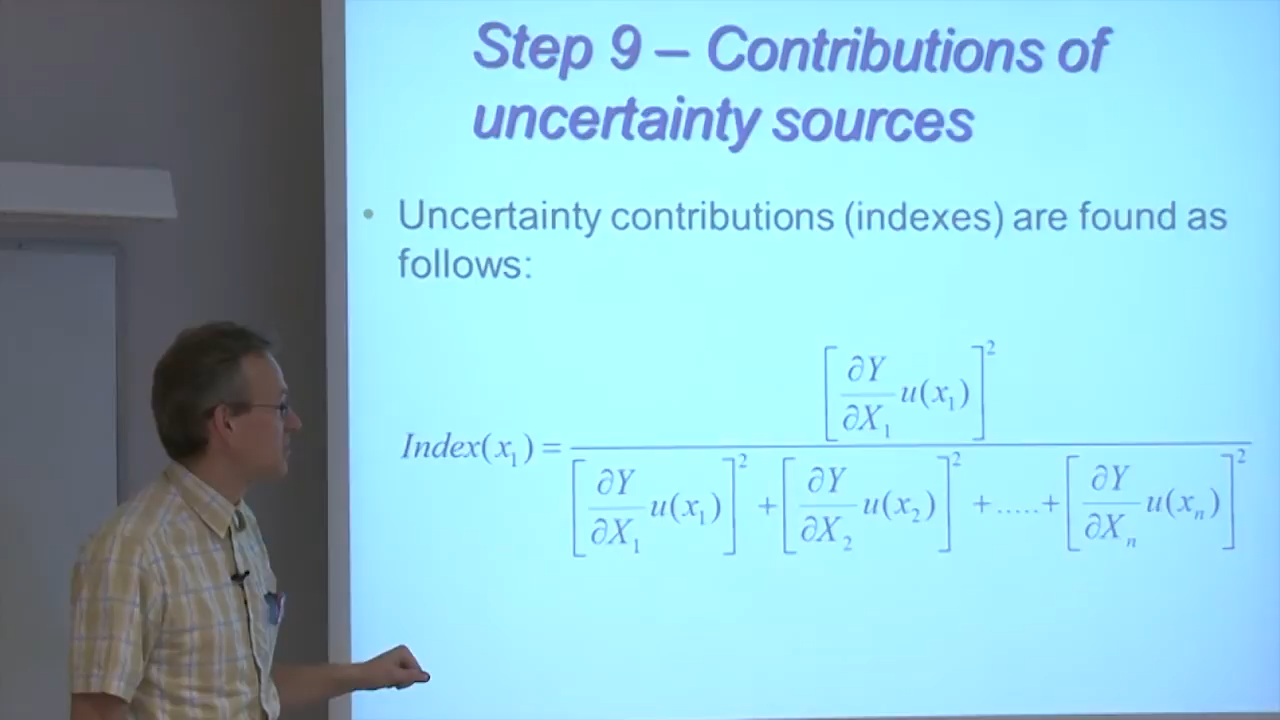 Step 9 – Contributions of
uncertainty sources
• Uncertainty contributions (indexes) are found as
follows:
Index(x₁) = [∂Y/∂X₁ u(x₁)]² / [∂Y/∂X₁ u(x₁)]² + [∂Y/∂X₂ u(x₂)]² + ..... + [∂Y/∂Xₙ u(xₙ)]²